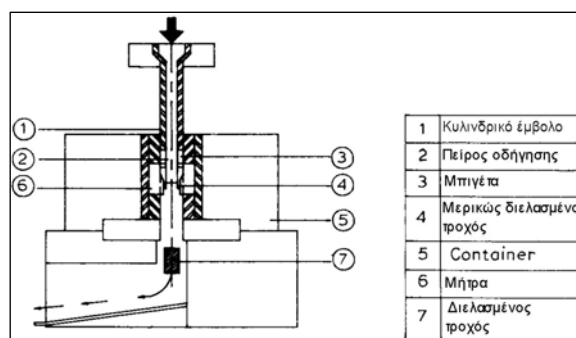 1
2
6
3
4
5
7
1 Κυλινδρικό έμβολο
2 Πείρος οδήγησης
3 Μπιγέτα
4 Μερικώς διελασμένο
τροχός
5 Container
6 Μήτρα
7 Διελασμένος
τροχός